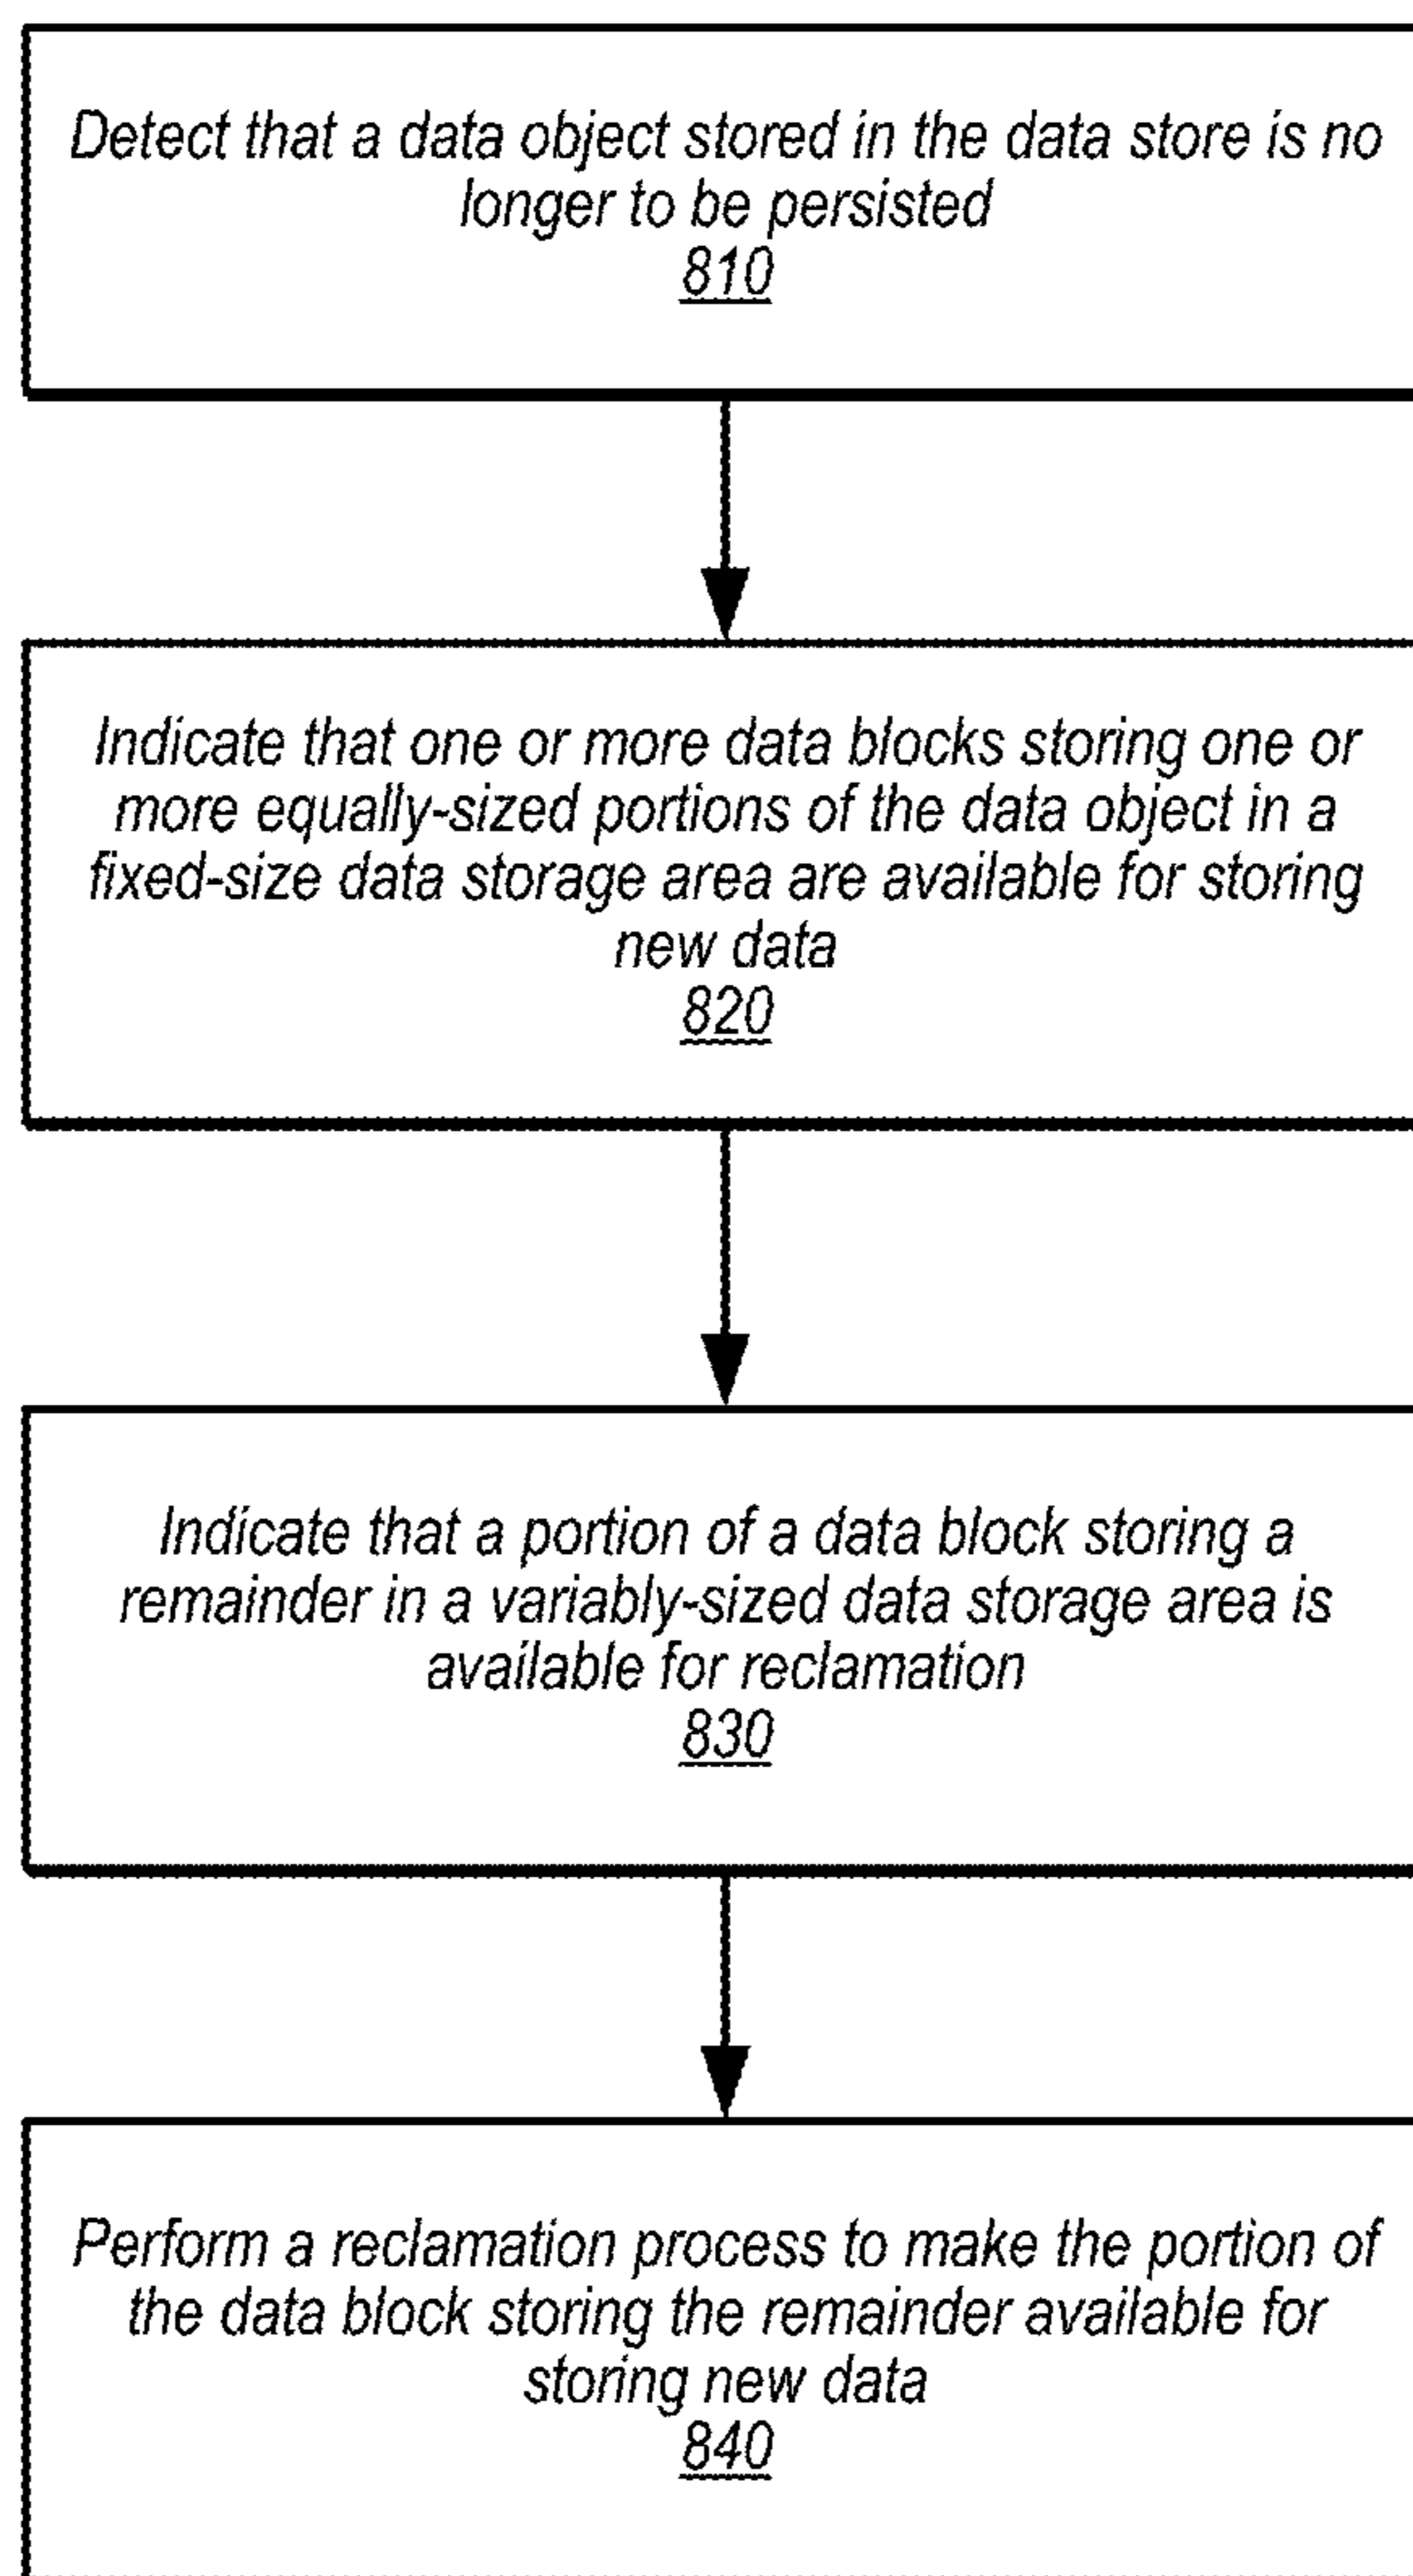 Detect that a data object stored in the data store is no
longer to be persisted
810
Indicate that one or more data blocks storing one or
more equally-sized portions of the data object in a
fixed-size data storage area are available for storing
new data
820
Indicate that a portion of a data block storing a
remainder in a variably-sized data storage area is
available for reclamation
830
Perform a reclamation process to make the portion of
the data block storing the remainder available for
storing new data
840